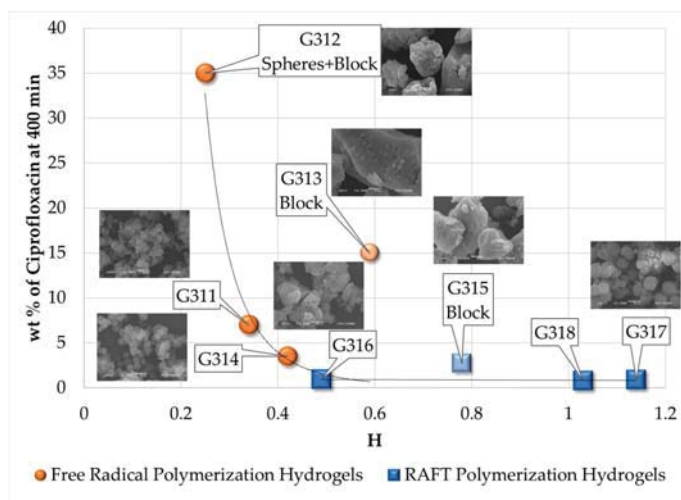 wt % of Ciprofloxacin at 400 min
40
35
30
25
20
15
10
5
0
G312
Spheres+Block
G313
Block
G311
G314
G316
G315
Block
G318
G317
0
0.2
0.4
0.6
0.8
1
1.2
H
Free Radical Polymerization Hydrogels
RAFT Polymerization Hydrogels